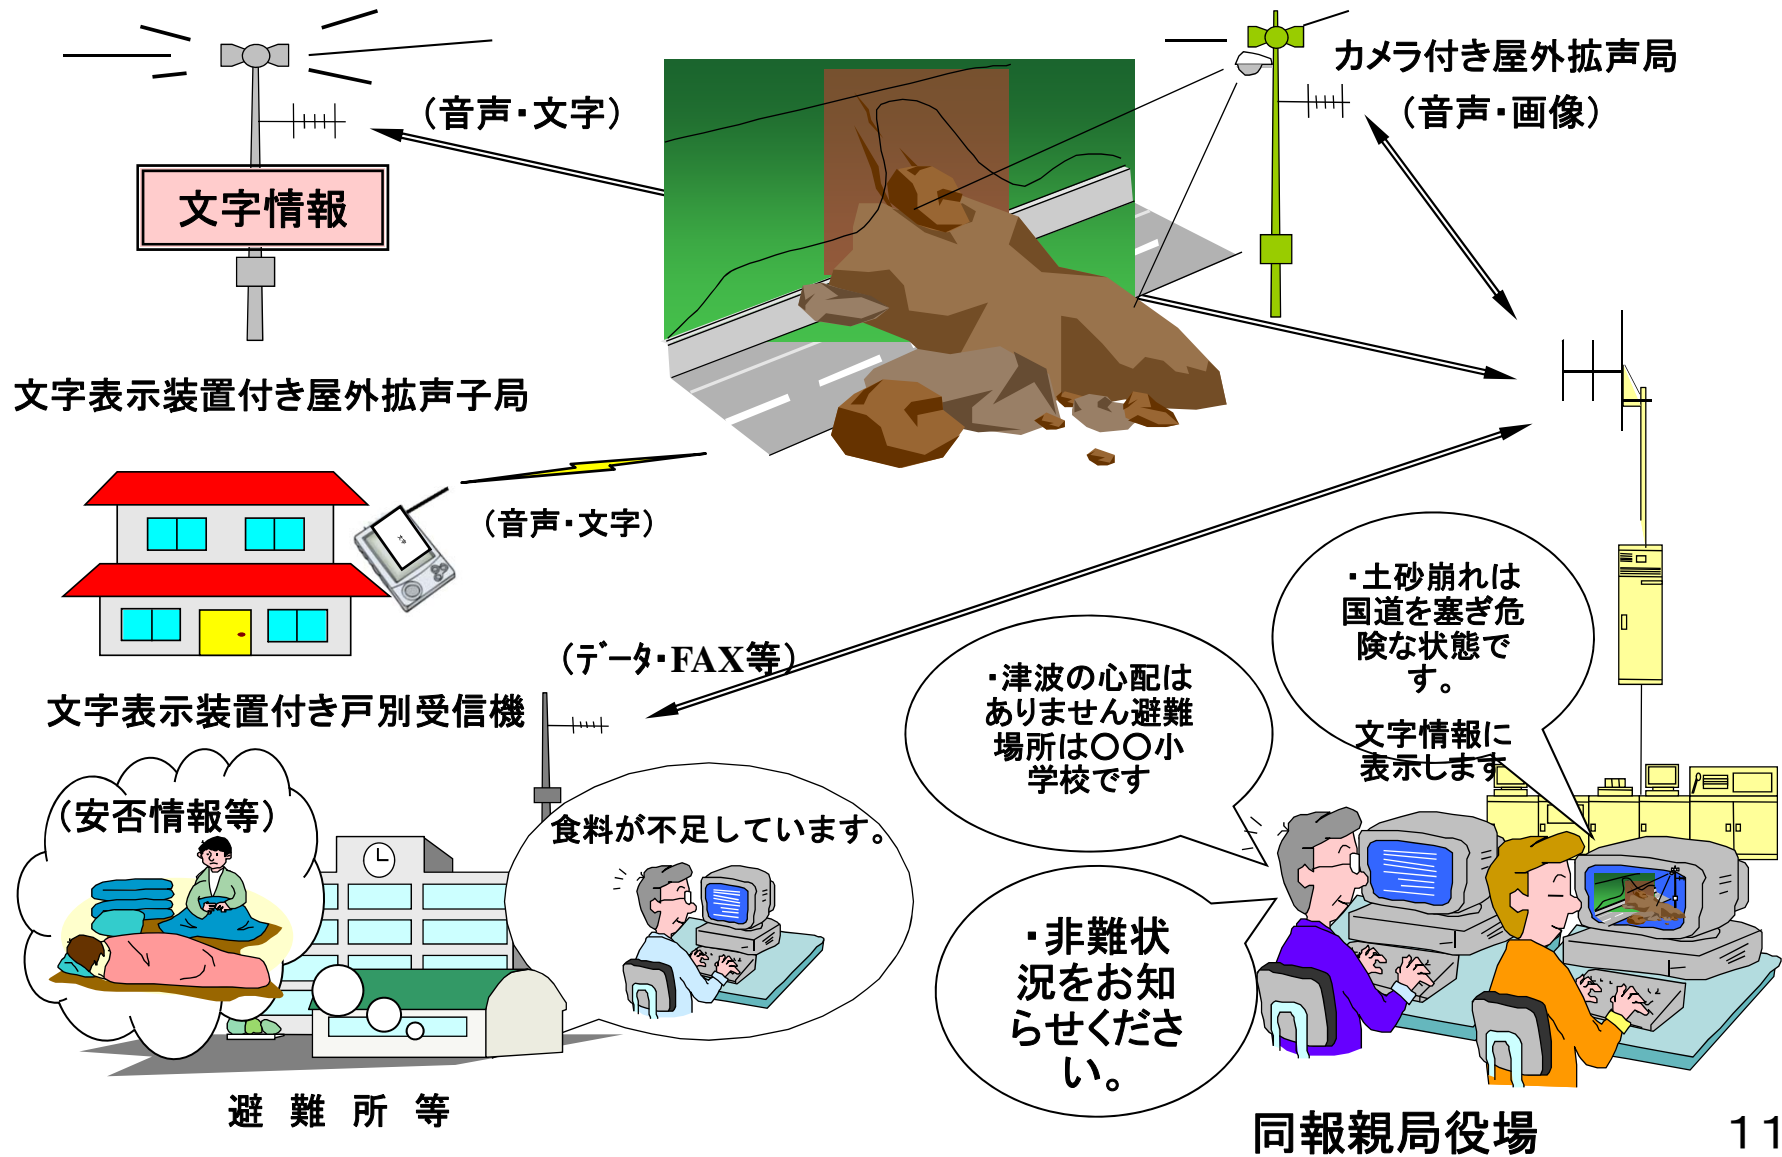 カメラ付き屋外拡声局
（音声・画像）
（音声・文字）
文字情報
文字表示装置付き屋外拡声子局
（音声・文字）
文字
文字表示装置付き戸別受信機
（データ・FAX等）
・土砂崩れは
国道を塞ぎ危
険な状態で
す。
文字情報に
表示します
・津波の心配は
ありません避難
場所は〇〇小
学校です
（安否情報等）
食料が不足しています。
・非難状
況をお知
らせくださ
い。
避難所等
同報親局役場
11